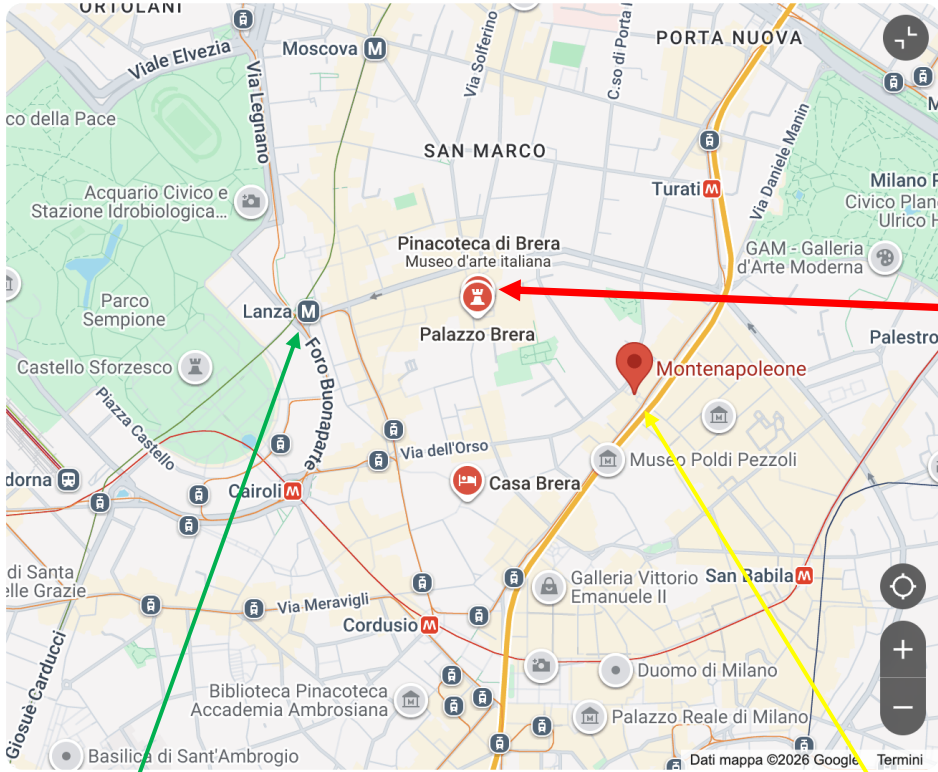 ORTOLANI
Moscova
M
Viale Elvezia
Via Legnano
Via Solferino
C.so di Porta
PORTA NUOVA
co della Pace
SAN MARCO
Via Daniele Manin
Turati
M
Acquario Civico e
Stazione Idrobiologica...
Milano P
Civico Plan
Ulrico H
Pinacoteca di Brera
Museo d'arte italiana
GAM - Galleria
d'Arte Moderna
Parco
Sempione
Lanza
M
Palazzo Brera
Palestro
Castello Sforzesco
Foro Buonaparte
Montenapoleone
Piazza Castello
Via dell'Orso
Museo Poldi Pezzoli
dorna
Cairoli
M
Casa Brera
di Santa
elle Grazie
Galleria Vittorio
Emanuele II
San Babila
M
Via Meravigli
Cordusio
M
Giosuè Carducci
Duomo di Milano
Biblioteca Pinacoteca
Accademia Ambrosiana
Palazzo Reale di Milano
Basilica di Sant'Ambrogio
Dati mappa ©2026 Google
Termini